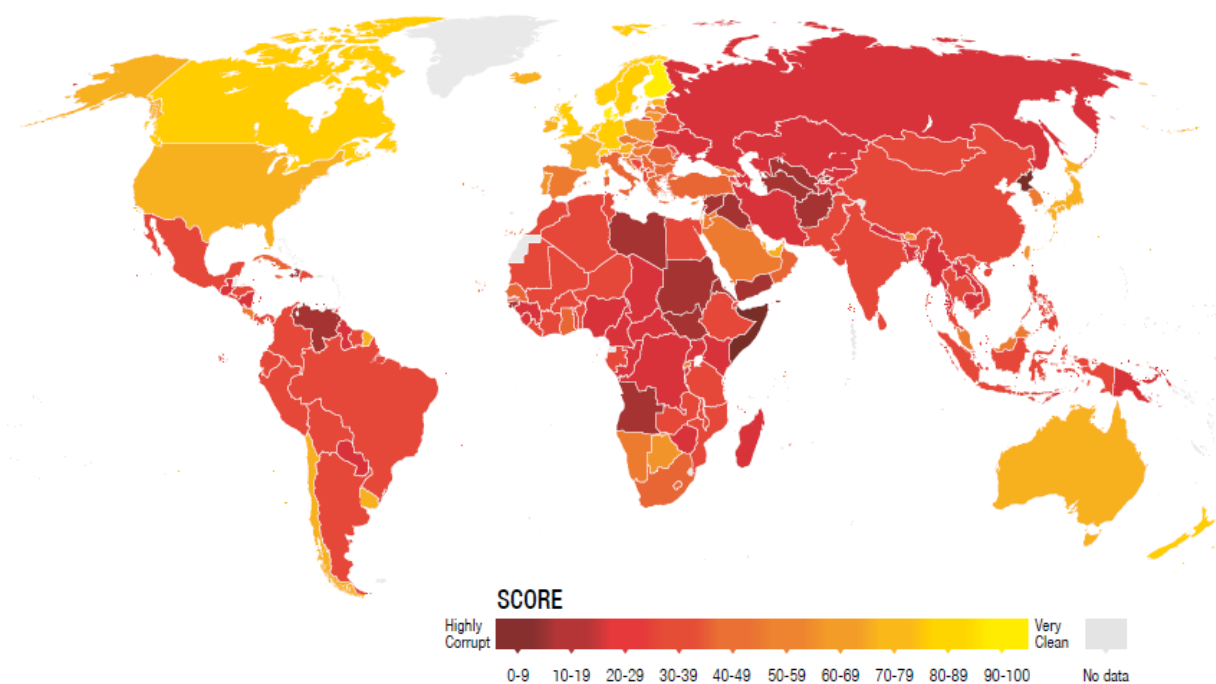 SCORE
Highly
Corrupt
Very
Clean
0-9 10-19 20-29 30-39 40-49 50-59 60-69 70-79 80-89 90-100 No data